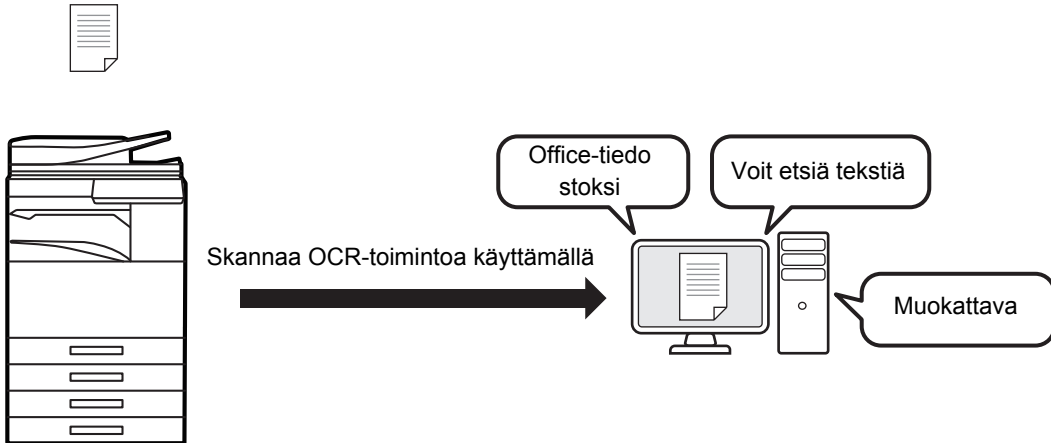 Office-tiedo
stoksi
Voit etsiä tekstiä
Skannaa OCR-toimintoa käyttämällä
Muokattava